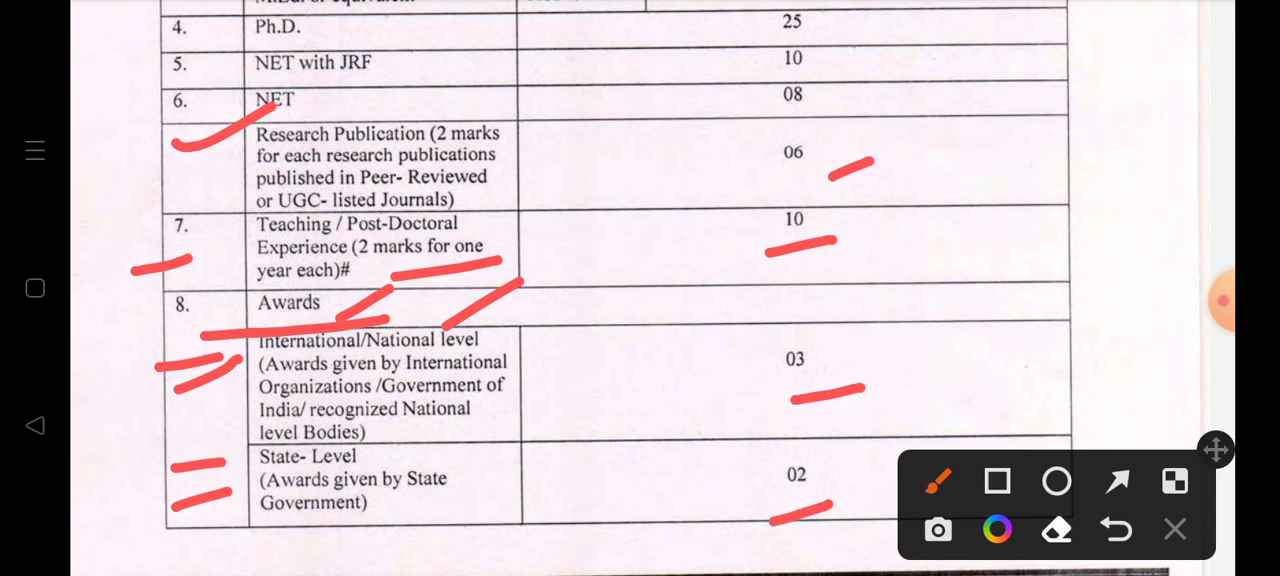 4. Ph.D. 25
5. NET with JRF 10
6. NET 08
Research Publication (2 marks
for each research publications
published in Peer- Reviewed
or UGC- listed Journals)
06
7. Teaching / Post-Doctoral
Experience (2 marks for one
year each)#
10
8. Awards
International/National level
(Awards given by International
Organizations /Government of
India/ recognized National
level Bodies)
03
State- Level
(Awards given by State
Government)
02